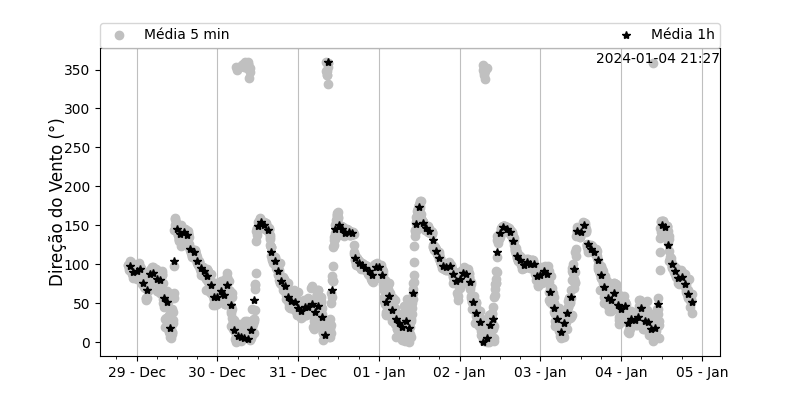 Média 5 min
Média 1h
2024-01-04 21:27
Direção do Vento (°)
350
300
250
200
150
100
50
0
29 - Dec
30 - Dec
31 - Dec
01 - Jan
02 - Jan
03 - Jan
04 - Jan
05 - Jan